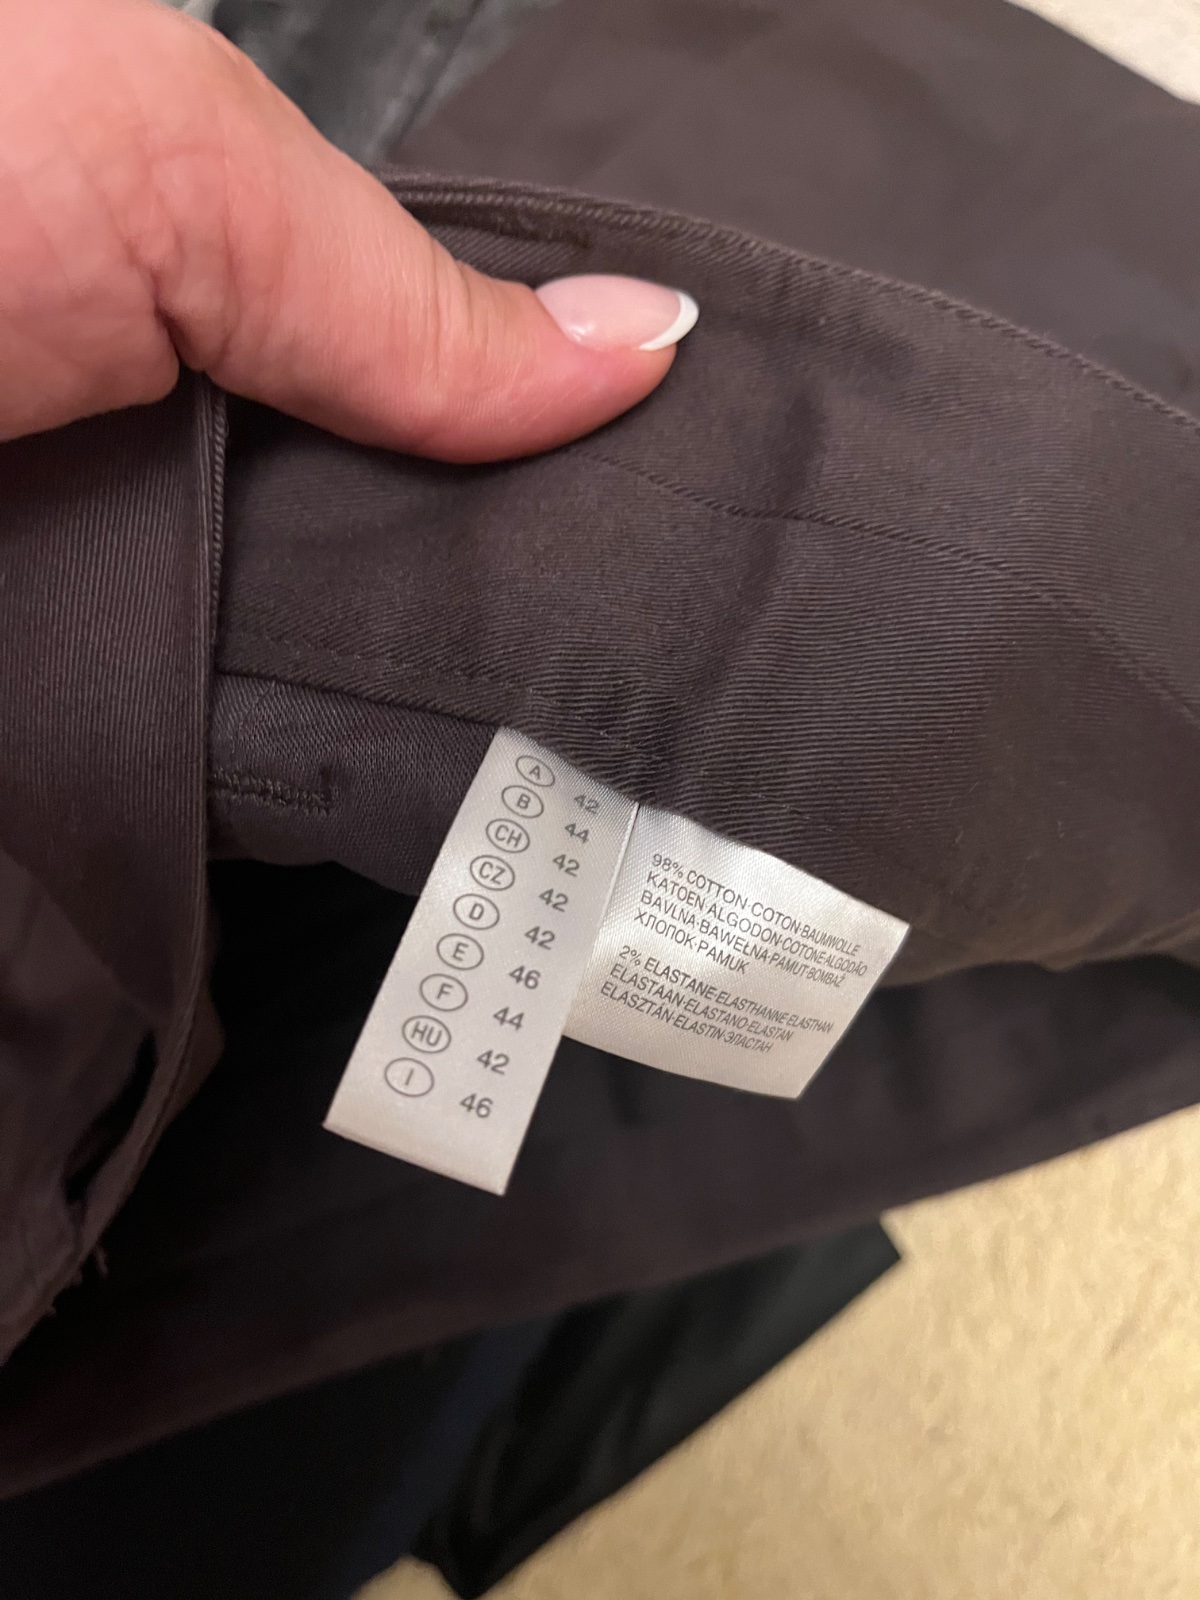 A 42
B 44
CH 42
CZ 42
D 42
E 46
F 44
HU 42
I 46
98% COTTON·COTON·BAUMWOLLE
KATOEN·ALGODON·COTONE·ALGODÃO
BAVLNA·BAWEŁNA·PAMUT·BOMBAŽ
ХЛОПОК·PAMUK
2% ELASTANE·ELASTHANNE·ELASTHAN
ELASTAAN·ELASTANO·ELASTAN
ELASZTÁN·ELASTIN·ЭЛАСТАН